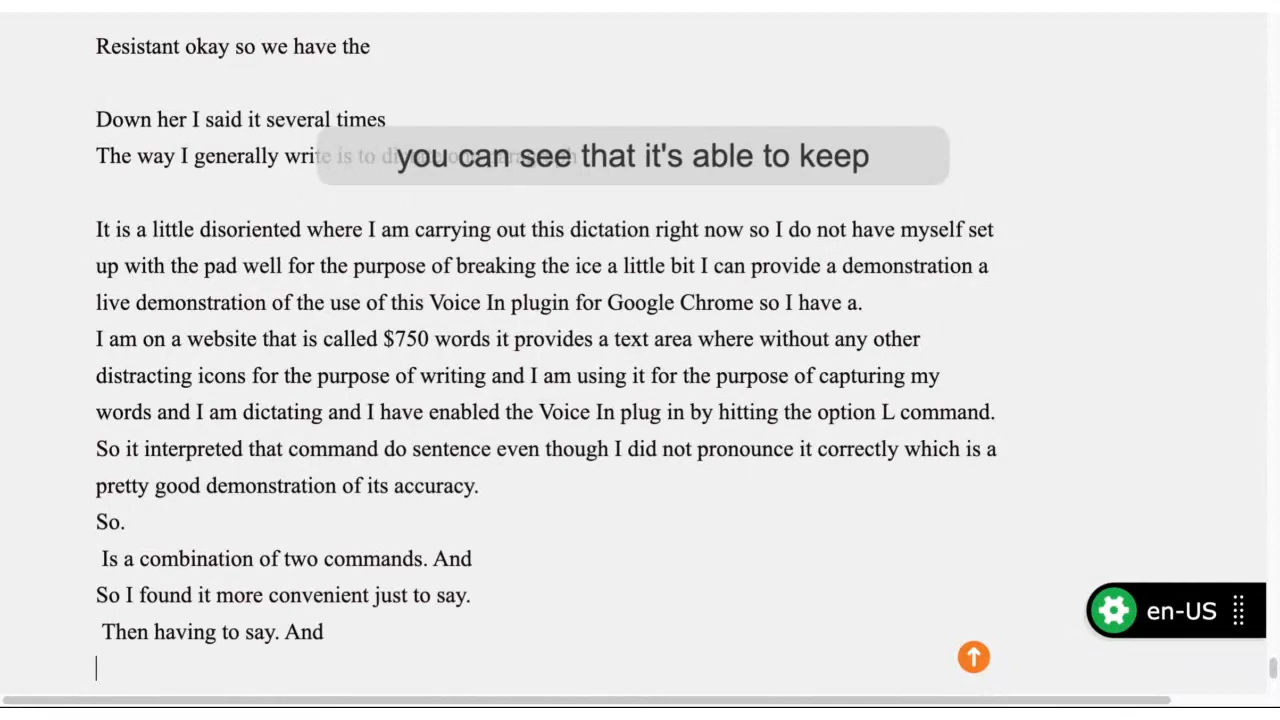 Resistant okay so we have the
Down her I said it several times
The way I generally write is to
you can see that it's able to keep
It is a little disoriented where I am carrying out this dictation right now so I do not have myself set
up with the pad well for the purpose of breaking the ice a little bit I can provide a demonstration a
live demonstration of the use of this Voice In plugin for Google Chrome so I have a.
I am on a website that is called $750 words it provides a text area where without any other
distracting icons for the purpose of writing and I am using it for the purpose of capturing my
words and I am dictating and I have enabled the Voice In plug in by hitting the option L command.
So it interpreted that command do sentence even though I did not pronounce it correctly which is a
pretty good demonstration of its accuracy.
So.
Is a combination of two commands. And
So I found it more convenient just to say.
Then having to say. And
en-US